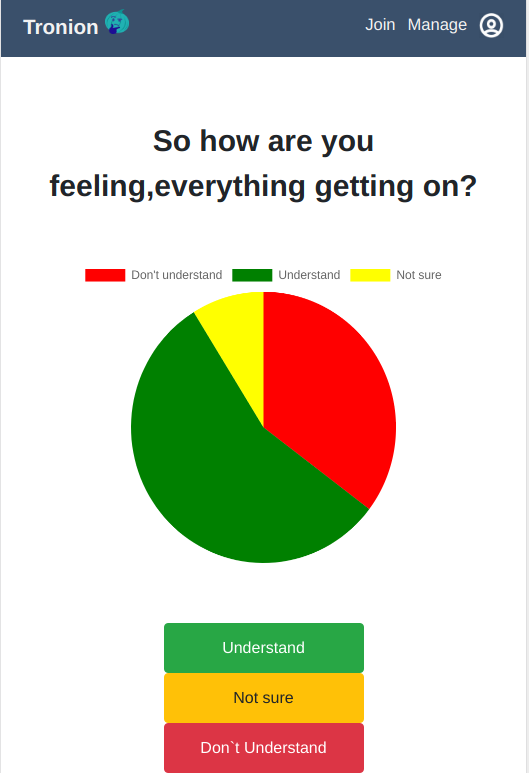 Tronion
Join Manage
So how are you
feeling,everything getting on?
Don't understand Understand Not sure
Understand
Not sure
Don`t Understand